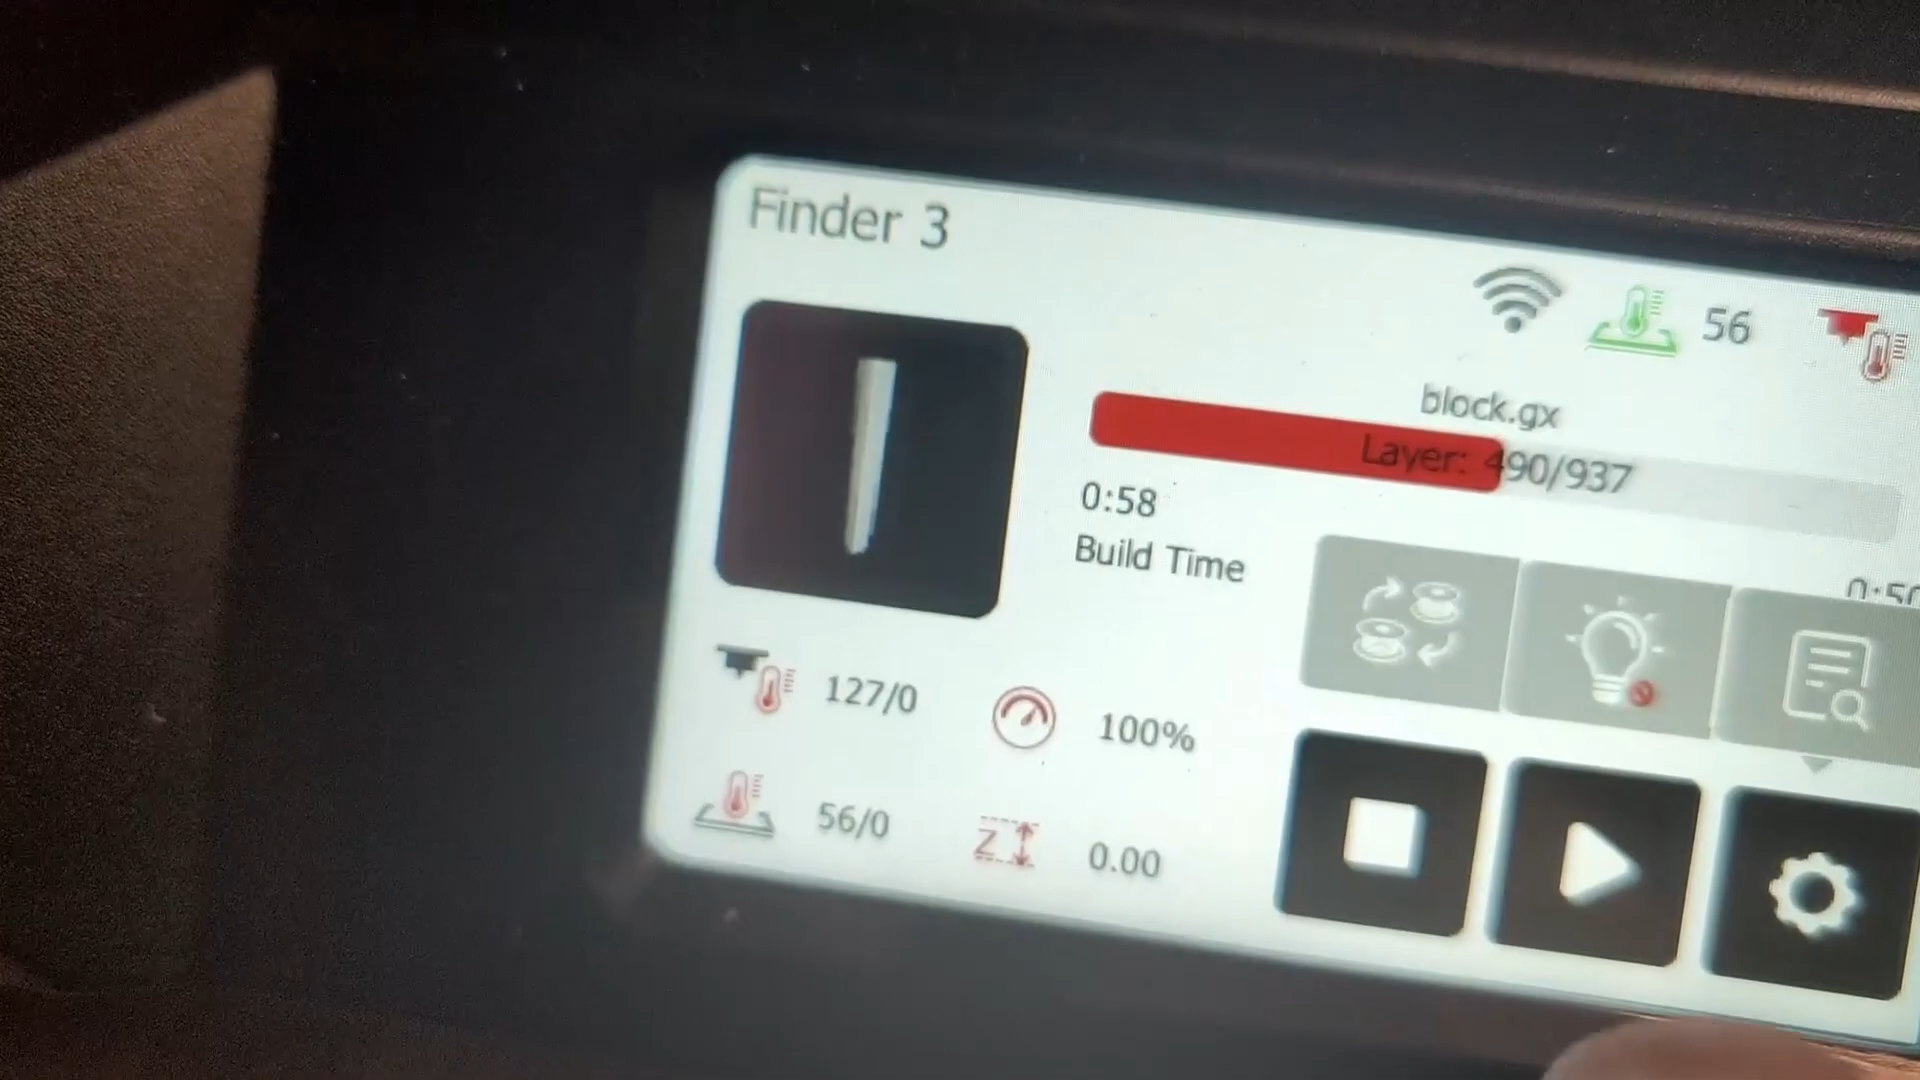 Finder 3
56
block.gx
Layer: 490/937
0:58
Build Time
127/0
100%
56/0
Z
0.00